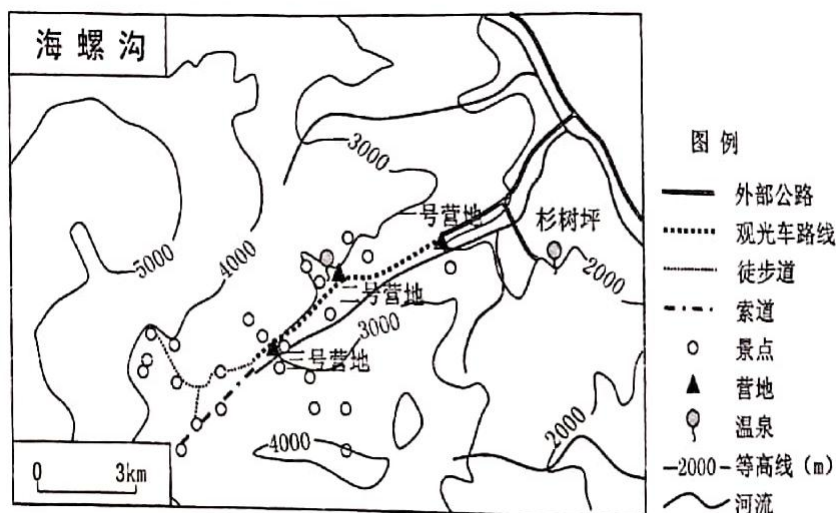 海螺沟
3000
一号营地
杉树坪
4000
5000
2000
二号营地
3000
三号营地
4000
2000
0 3km
图例
外部公路
观光车路线
徒步道
索道
景点
营地
温泉
2000 等高线（m）
河流